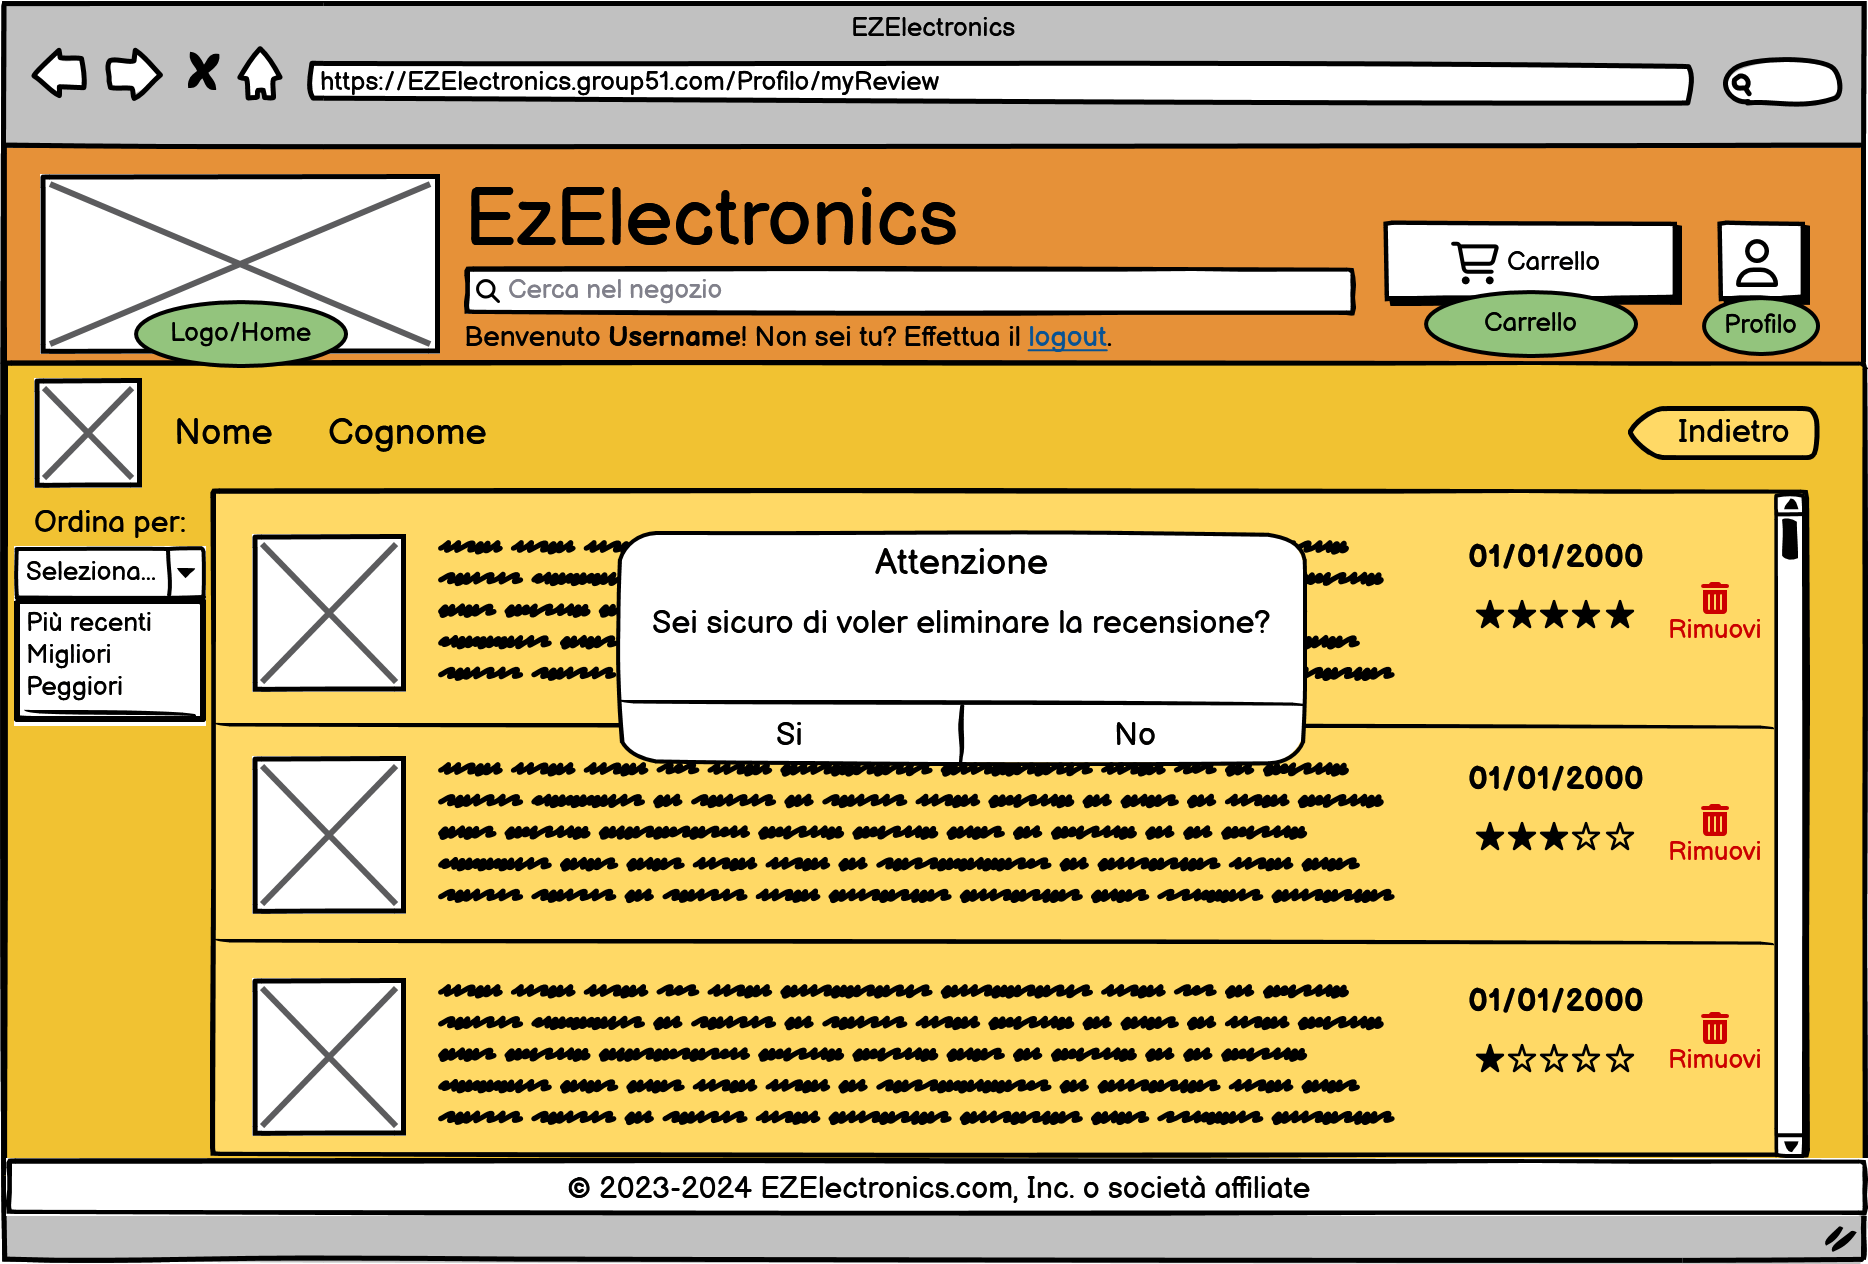 EZElectronics
https://EZElectronics.group51.com/Profilo/myReview
EzElectronics
Cerca nel negozio
Benvenuto Username! Non sei tu? Effettua il logout.
Logo/Home
Carrello
Carrello
Profilo
Nome Cognome
Indietro
Ordina per:
Seleziona...
Più recenti
Migliori
Peggiori
Attenzione
Sei sicuro di voler eliminare la recensione?
Si No
01/01/2000
Rimuovi
01/01/2000
Rimuovi
01/01/2000
Rimuovi
© 2023-2024 EZElectronics.com, Inc. o società affiliate